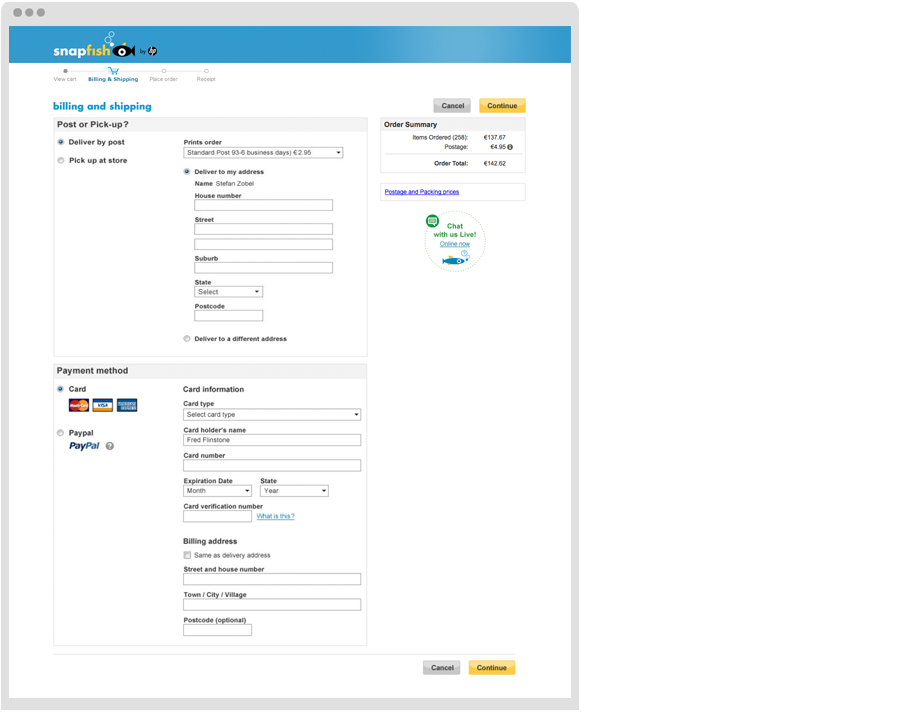 snapfish by hp
View cart Billing & Shipping Place order Receipt
billing and shipping
Cancel Continue
Post or Pick-up?
Deliver by post
Pick up at store
Prints order
Standard Post 93-6 business days) €2.95
Deliver to my address
Name Stefan Zobel
House number
Street
Suburb
State
Select
Postcode
Deliver to a different address
Order Summary
Items Ordered (258): €137.67
Postage: €4.95
Order Total: €142.62
Postage and Packing prices
Chat
with us Live!
Online now
Payment method
Card
MasterCard VISA
Paypal
PayPal ?
Card information
Card type
Select card type
Card holder's name
Fred Flinstone
Card number
Expiration Date State
Month Year
Card verification number
What is this?
Billing address
Same as delivery address
Street and house number
Town / City / Village
Postcode (optional)
Cancel Continue